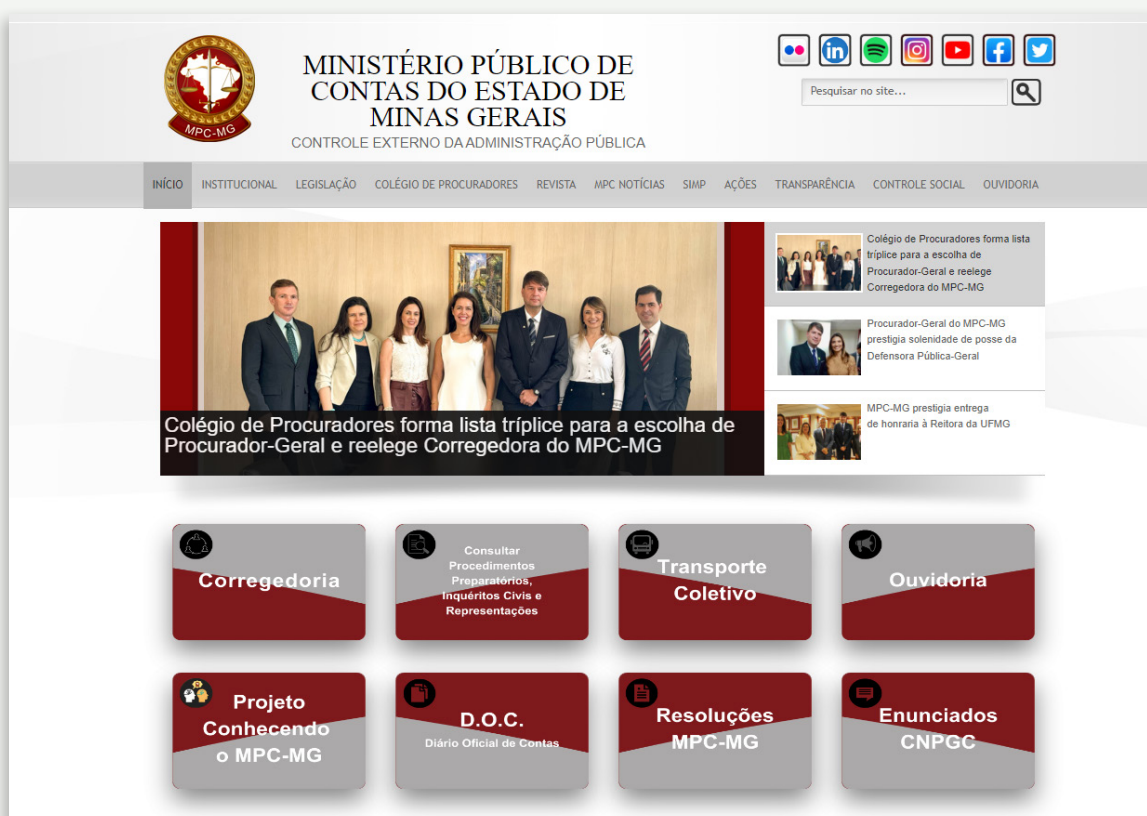 MPC-MG
MINISTÉRIO PÚBLICO DE
CONTAS DO ESTADO DE
MINAS GERAIS
CONTROLE EXTERNO DA ADMINISTRAÇÃO PÚBLICA
Pesquisar no site...
INÍCIO INSTITUCIONAL LEGISLAÇÃO COLÉGIO DE PROCURADORES REVISTA MPC NOTÍCIAS SIMP AÇÕES TRANSPARÊNCIA CONTROLE SOCIAL OUVIDORIA
Colégio de Procuradores forma lista tríplice para a escolha de
Procurador-Geral e reelege Corregedora do MPC-MG
Colégio de Procuradores forma lista
tríplice para a escolha de
Procurador-Geral e reelege
Corregedora do MPC-MG
Procurador-Geral do MPC-MG
prestigia solenidade de posse da
Defensora Pública-Geral
MPC-MG prestigia entrega
de honraria à Reitora da UFMG
Corregedoria
Consultar
Procedimentos
Preparatórios,
Inquéritos Civis e
Representações
Transporte
Coletivo
Ouvidoria
Projeto
Conhecendo
o MPC-MG
D.O.C.
Diário Oficial de Contas
Resoluções
MPC-MG
Enunciados
CNPGC